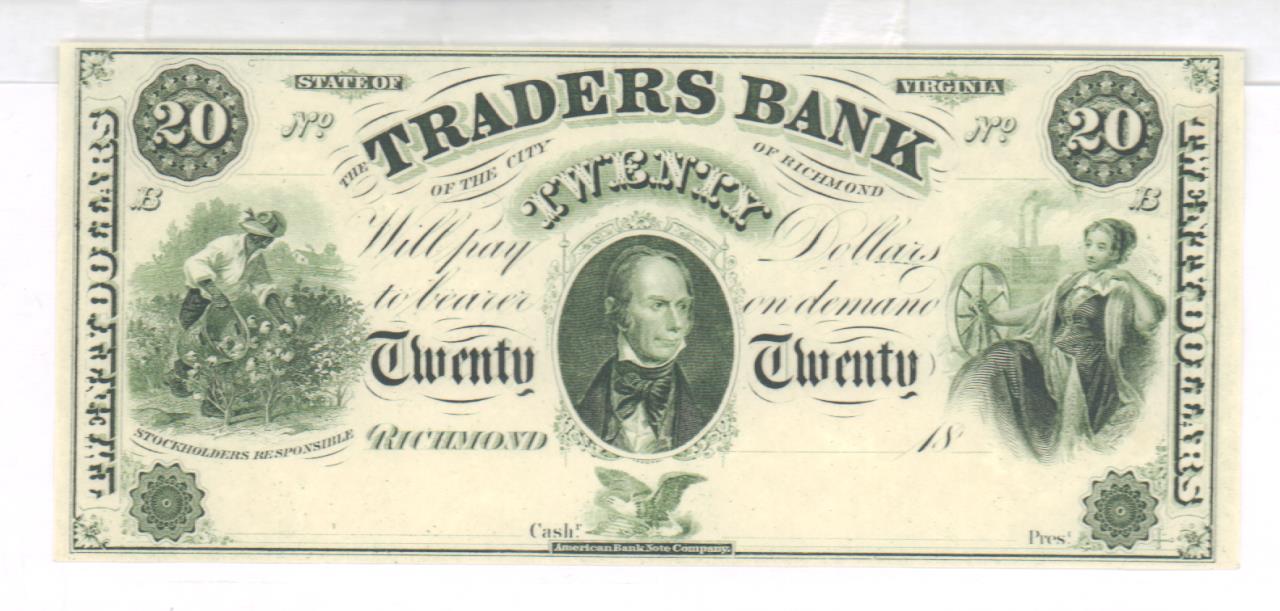 STATE OF VIRGINIA
20 No THE TRADERS BANK No 20
OF THE CITY OF RICHMOND
TWENTY
B B
Will pay Dollars
to bearer on demand
Twenty Twenty
STOCKHOLDERS RESPONSIBLE
RICHMOND 18
Cashr. Prest.
American Bank Note Company.
TWENTY DOLLARS
TWENTY DOLLARS